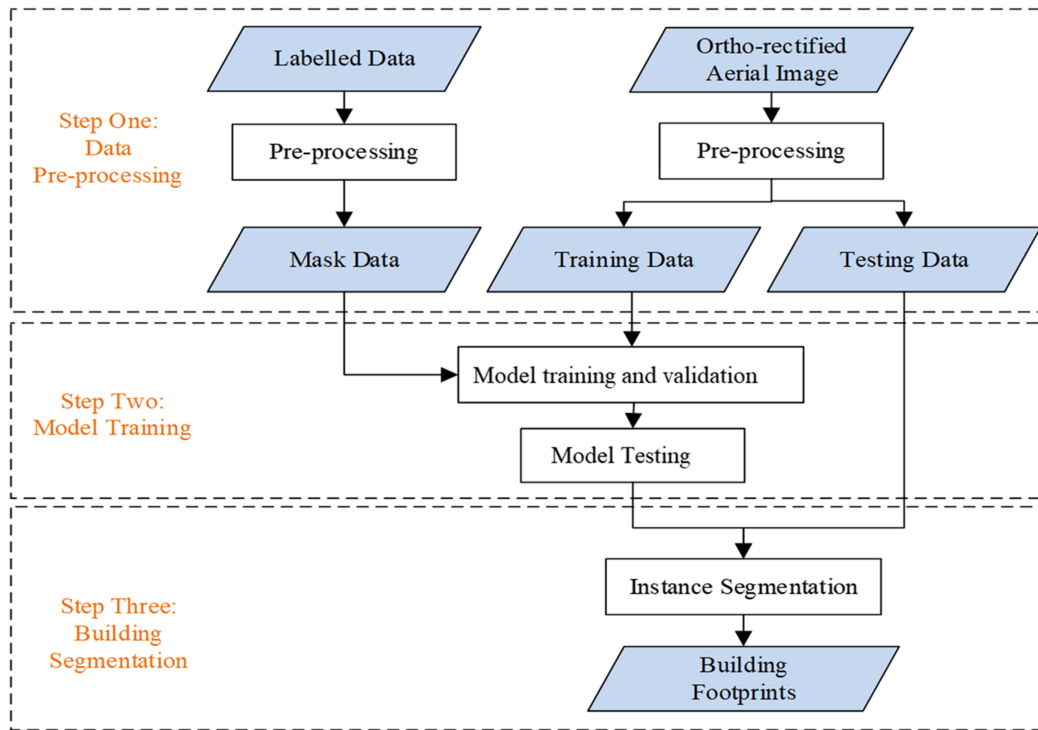 Labelled Data
Ortho-rectified
Aerial Image
Step One:
Data
Pre-processing
Pre-processing
Pre-processing
Mask Data
Training Data
Testing Data
Step Two:
Model Training
Model training and validation
Model Testing
Step Three:
Building
Segmentation
Instance Segmentation
Building
Footprints